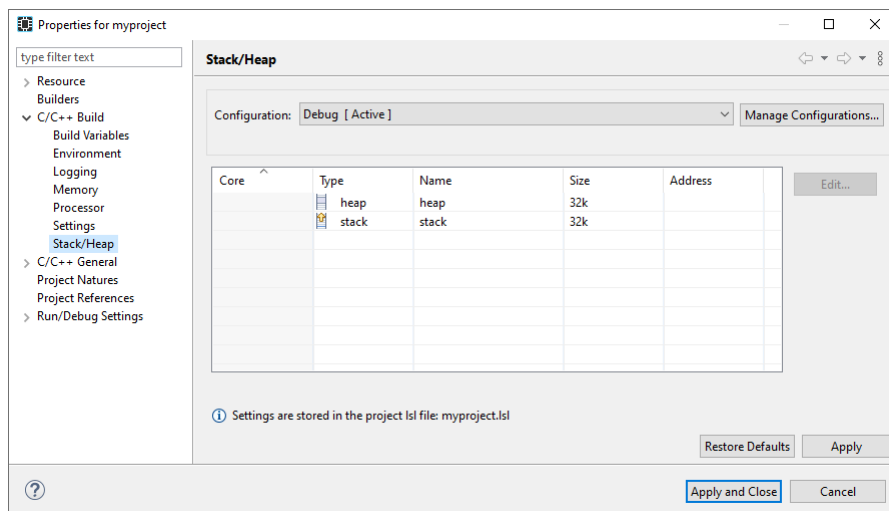 Properties for myproject
type filter text
Resource
Builders
C/C++ Build
Build Variables
Environment
Logging
Memory
Processor
Settings
Stack/Heap
C/C++ General
Project Natures
Project References
Run/Debug Settings
Stack/Heap
Configuration: Debug [ Active ] Manage Configurations...
Core Type Name Size Address
heap heap 32k
stack stack 32k
Edit...
Settings are stored in the project lsl file: myproject.lsl
Restore Defaults Apply
Apply and Close Cancel